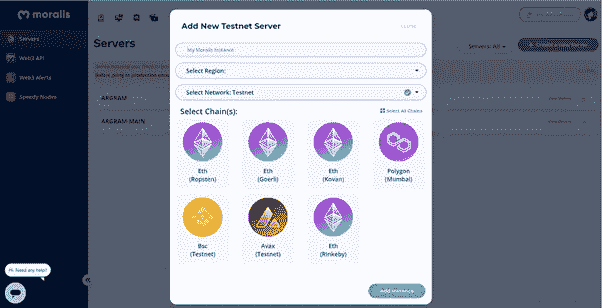 moralis
Servers
Web3 API
Web3 Alerts
Speedy Nodes
Hi. Need any help?
Servers
Servers: All
ARGRAM
ARGRAM MAIN
Add New Testnet Server
CLOSE
My Moralis Instance
Select Region:
Select Network: Testnet
Select Chain(s):
Select All Chains
Eth
(Ropsten)
Eth
(Goerli)
Eth
(Kovan)
Polygon
(Mumbai)
Bsc
(Testnet)
Avax
(Testnet)
Eth
(Rinkeby)
Add Instance